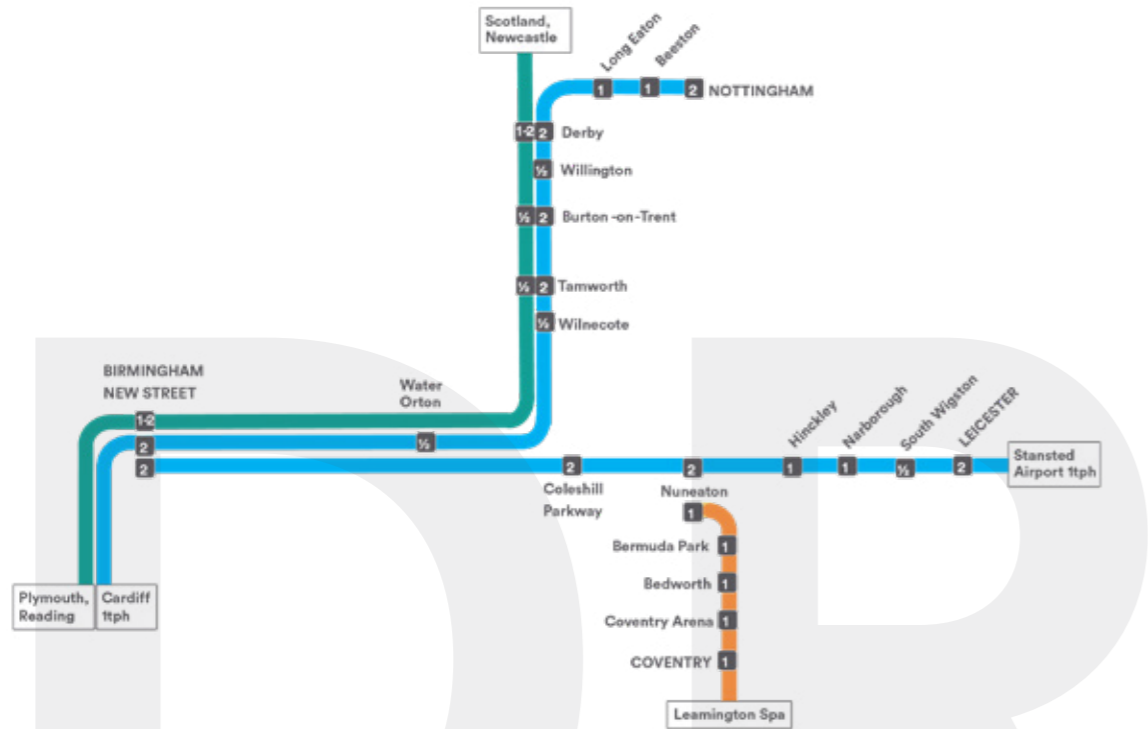 Scotland,
Newcastle
Long Eaton
Beeston
1
1
2
NOTTINGHAM
1-2
2
Derby
½
Willington
½
2
Burton -on-Trent
½
2
Tamworth
½
Wilnecote
BIRMINGHAM
NEW STREET
Water
Orton
1-2
2
½
2
Hinckley
Narborough
South Wigston
LEICESTER
2
2
1
1
½
2
Stansted
Airport 1tph
Coleshill
Parkway
Nuneaton
1
Bermuda Park
1
Bedworth
1
Coventry Arena
1
COVENTRY
1
Plymouth,
Reading
Cardiff
1tph
Leamington Spa
DR